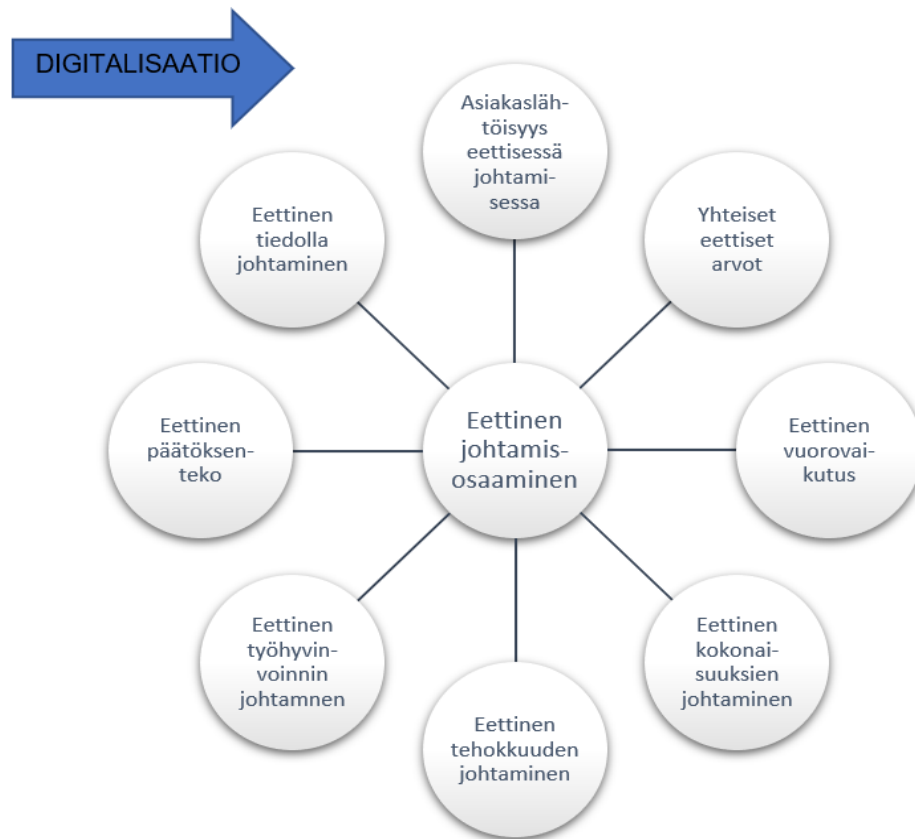 DIGITALISAATIO
Asiakasläh-
töisyys
eettisessä
johtami-
sessa
Yhteiset
eettiset
arvot
Eettinen
vuorovai-
kutus
Eettinen
kokonai-
suuksien
johtaminen
Eettinen
tehokkuuden
johtaminen
Eettinen
työhyvin-
voinnin
johtamnen
Eettinen
päätöksen-
teko
Eettinen
tiedolla
johtaminen
Eettinen
johtamis-
osaaminen